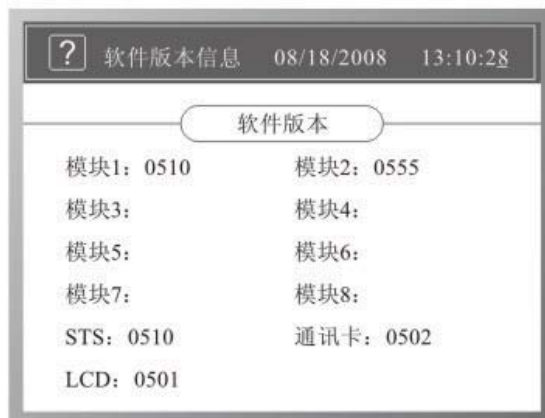 ? 软件版本信息 08/18/2008 13:10:28
软件版本
模块1：0510 模块2：0555
模块3： 模块4：
模块5： 模块6：
模块7： 模块8：
STS：0510 通讯卡：0502
LCD：0501